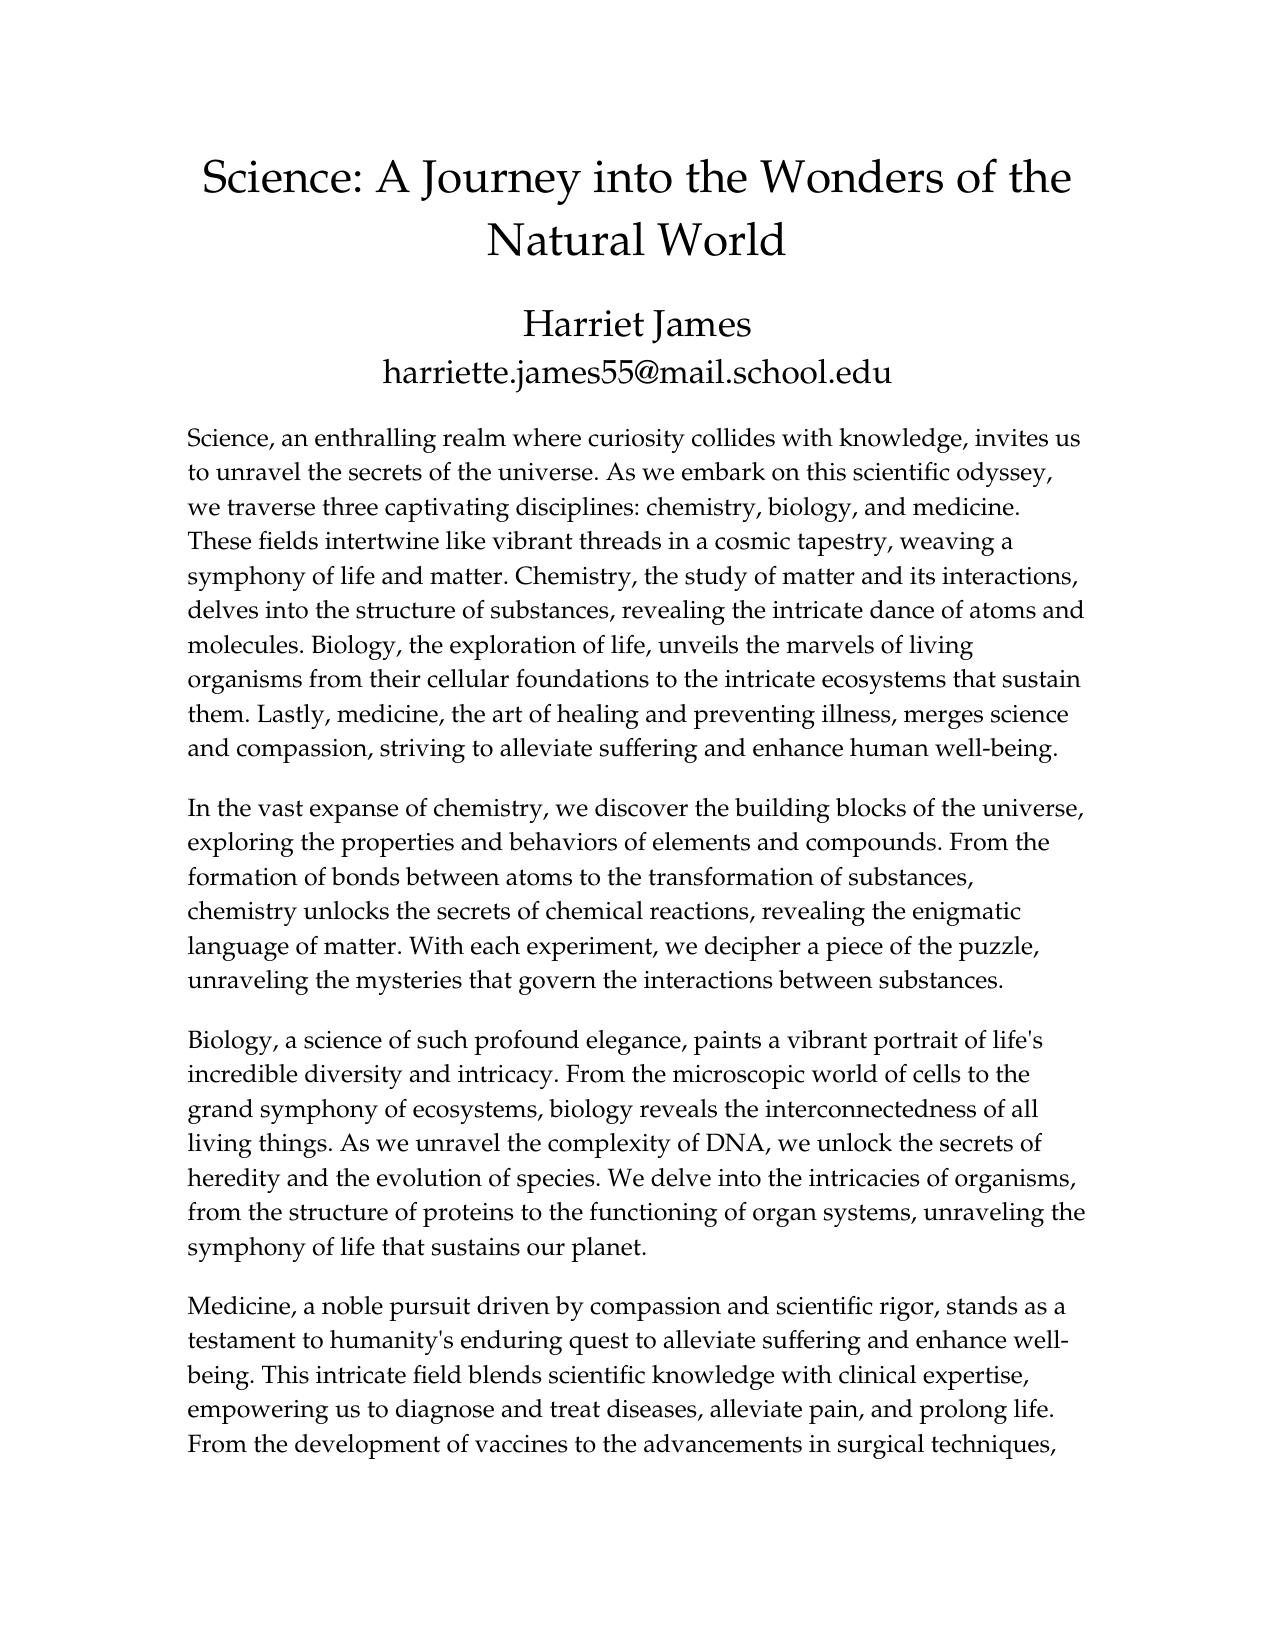 Science: A Journey into the Wonders of the
Natural World
Harriet James
harriette.james55@mail.school.edu
Science, an enthralling realm where curiosity collides with knowledge, invites us
to unravel the secrets of the universe. As we embark on this scientific odyssey,
we traverse three captivating disciplines: chemistry, biology, and medicine.
These fields intertwine like vibrant threads in a cosmic tapestry, weaving a
symphony of life and matter. Chemistry, the study of matter and its interactions,
delves into the structure of substances, revealing the intricate dance of atoms and
molecules. Biology, the exploration of life, unveils the marvels of living
organisms from their cellular foundations to the intricate ecosystems that sustain
them. Lastly, medicine, the art of healing and preventing illness, merges science
and compassion, striving to alleviate suffering and enhance human well-being.
In the vast expanse of chemistry, we discover the building blocks of the universe,
exploring the properties and behaviors of elements and compounds. From the
formation of bonds between atoms to the transformation of substances,
chemistry unlocks the secrets of chemical reactions, revealing the enigmatic
language of matter. With each experiment, we decipher a piece of the puzzle,
unraveling the mysteries that govern the interactions between substances.
Biology, a science of such profound elegance, paints a vibrant portrait of life's
incredible diversity and intricacy. From the microscopic world of cells to the
grand symphony of ecosystems, biology reveals the interconnectedness of all
living things. As we unravel the complexity of DNA, we unlock the secrets of
heredity and the evolution of species. We delve into the intricacies of organisms,
from the structure of proteins to the functioning of organ systems, unraveling the
symphony of life that sustains our planet.
Medicine, a noble pursuit driven by compassion and scientific rigor, stands as a
testament to humanity's enduring quest to alleviate suffering and enhance well-
being. This intricate field blends scientific knowledge with clinical expertise,
empowering us to diagnose and treat diseases, alleviate pain, and prolong life.
From the development of vaccines to the advancements in surgical techniques,